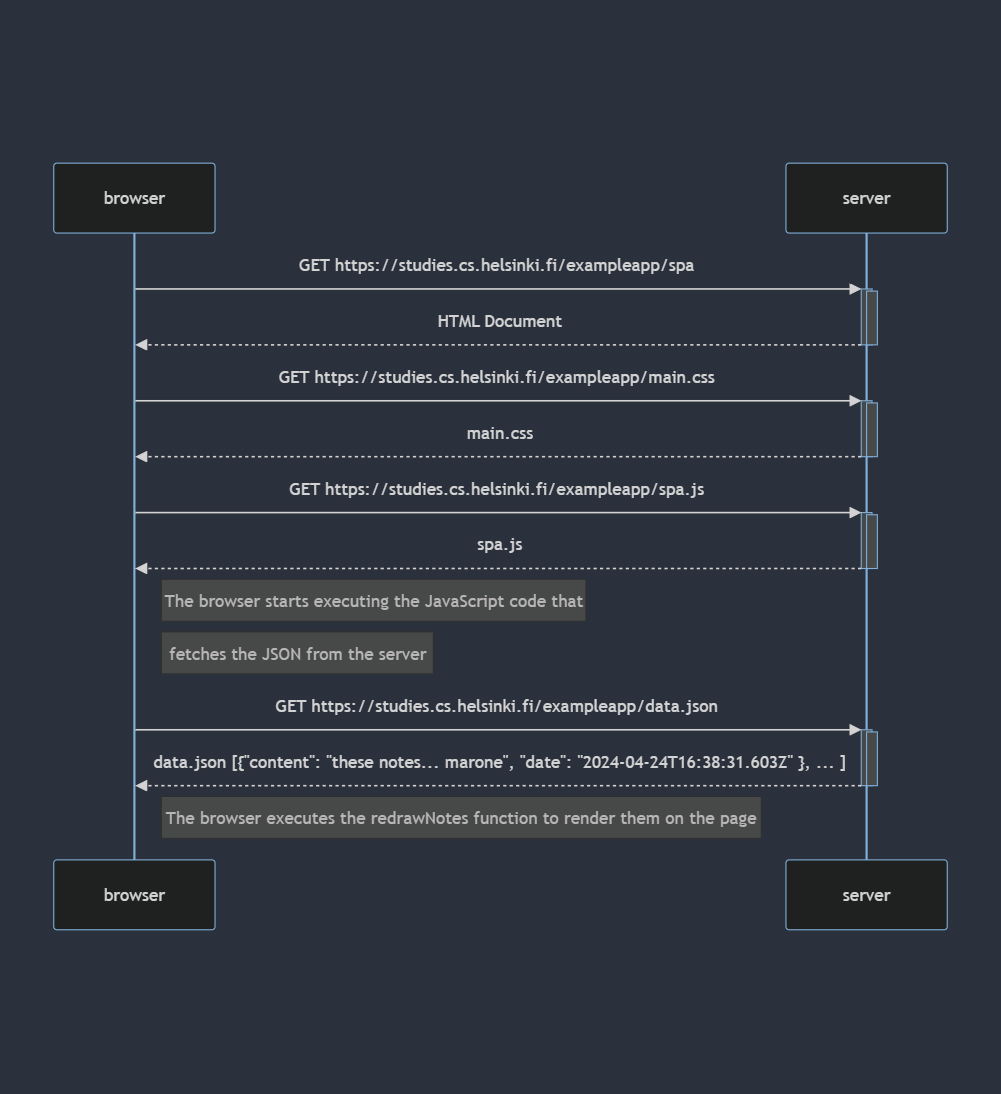 browser
server
GET https://studies.cs.helsinki.fi/exampleapp/spa
HTML Document
GET https://studies.cs.helsinki.fi/exampleapp/main.css
main.css
GET https://studies.cs.helsinki.fi/exampleapp/spa.js
spa.js
The browser starts executing the JavaScript code that
fetches the JSON from the server
GET https://studies.cs.helsinki.fi/exampleapp/data.json
data.json [{"content": "these notes... marone", "date": "2024-04-24T16:38:31.603Z" }, ... ]
The browser executes the redrawNotes function to render them on the page
browser
server